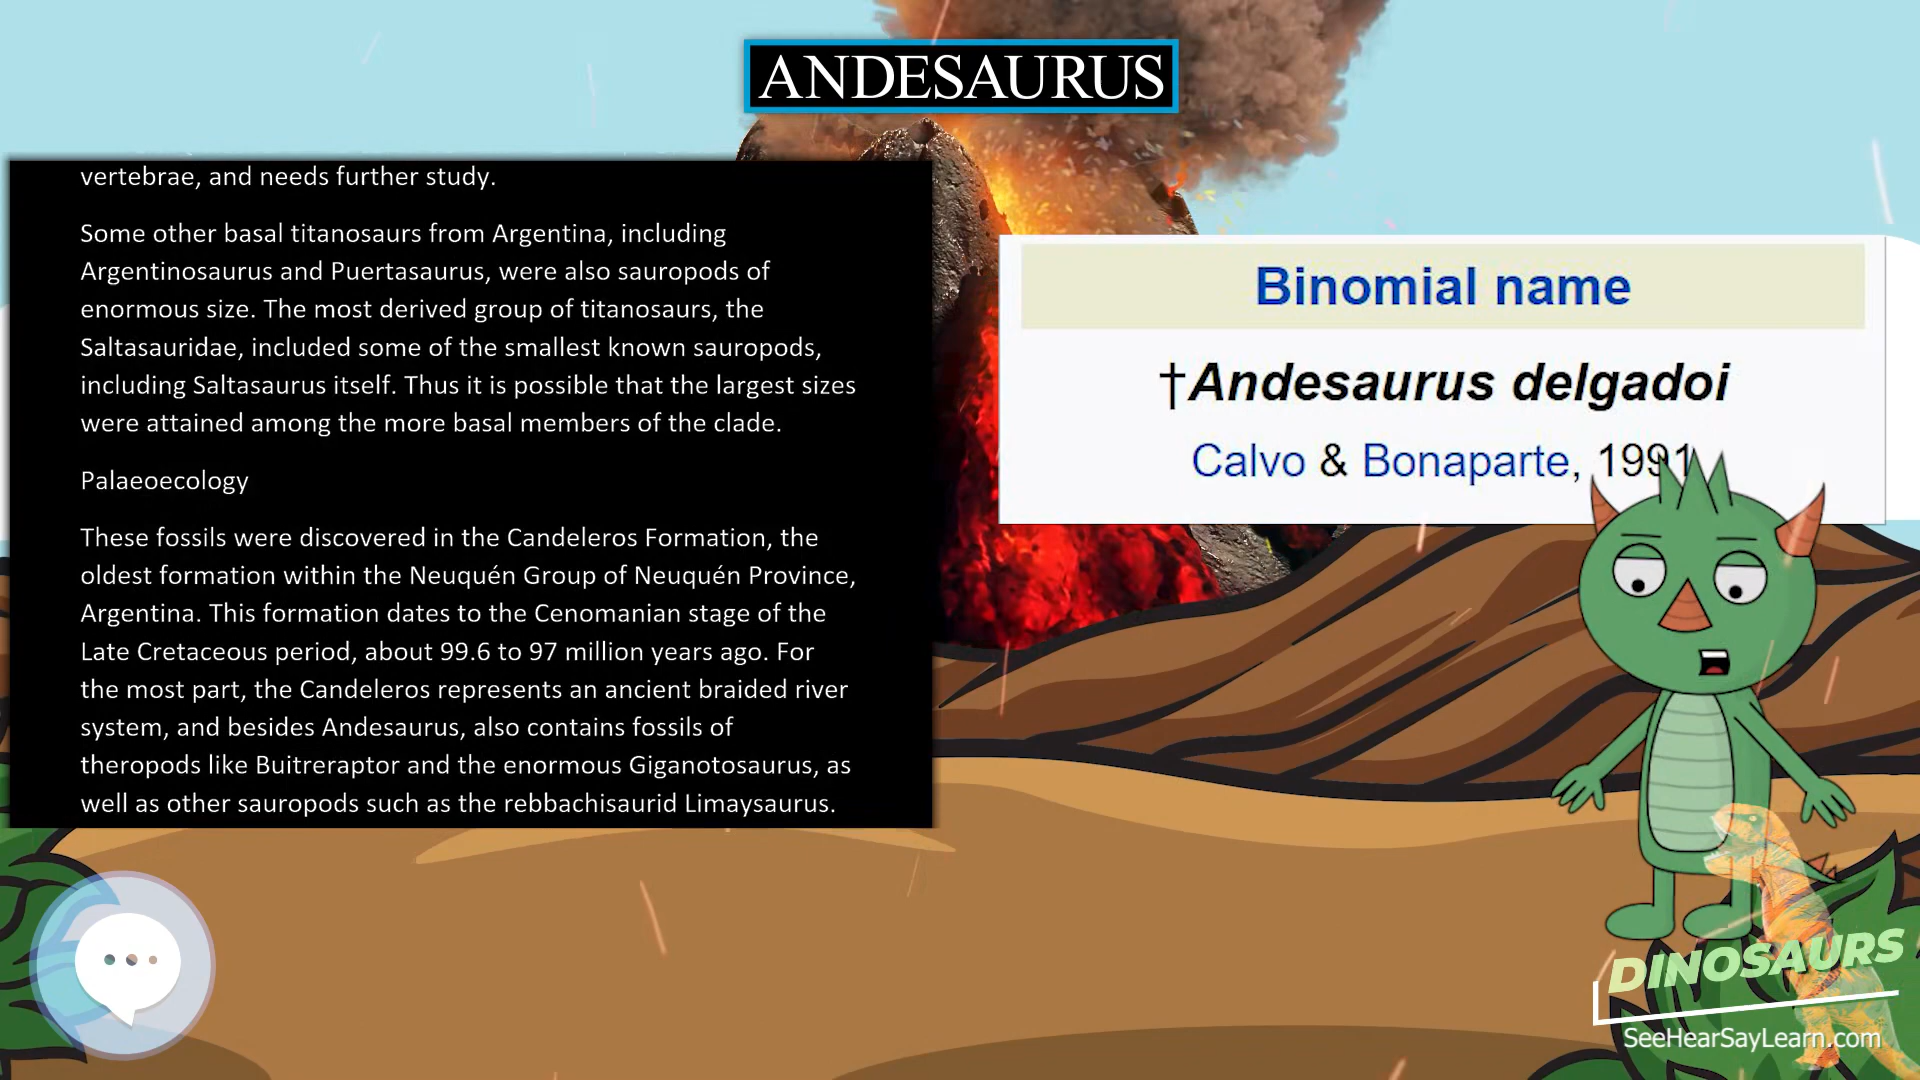 ANDESAURUS
vertebrae, and needs further study.
Some other basal titanosaurs from Argentina, including
Argentinosaurus and Puertasaurus, were also sauropods of
enormous size. The most derived group of titanosaurs, the
Saltasauridae, included some of the smallest known sauropods,
including Saltasaurus itself. Thus it is possible that the largest sizes
were attained among the more basal members of the clade.
Palaeoecology
These fossils were discovered in the Candeleros Formation, the
oldest formation within the Neuquén Group of Neuquén Province,
Argentina. This formation dates to the Cenomanian stage of the
Late Cretaceous period, about 99.6 to 97 million years ago. For
the most part, the Candeleros represents an ancient braided river
system, and besides Andesaurus, also contains fossils of
theropods like Buitreraptor and the enormous Giganotosaurus, as
well as other sauropods such as the rebbachisaurid Limaysaurus.
Binomial name
†Andesaurus delgadoi
Calvo & Bonaparte, 1991
DINOSAURS
SeeHearSayLearn.com